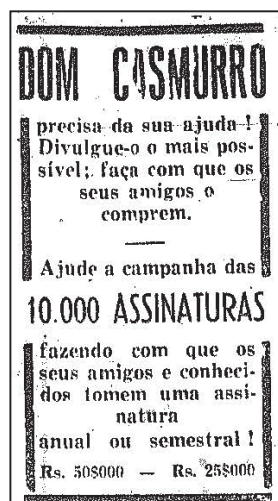 DOM CASMURRO
precisa da sua ajuda !
Divulgue-o o mais pos-
sível; faça com que os
seus amigos o
comprem.
Ajude a campanha das
10.000 ASSINATURAS
fazendo com que os
seus amigos e conheci-
dos tomem uma assi-
natura
anual ou semestral !
Rs. 50$000 — Rs. 25$000